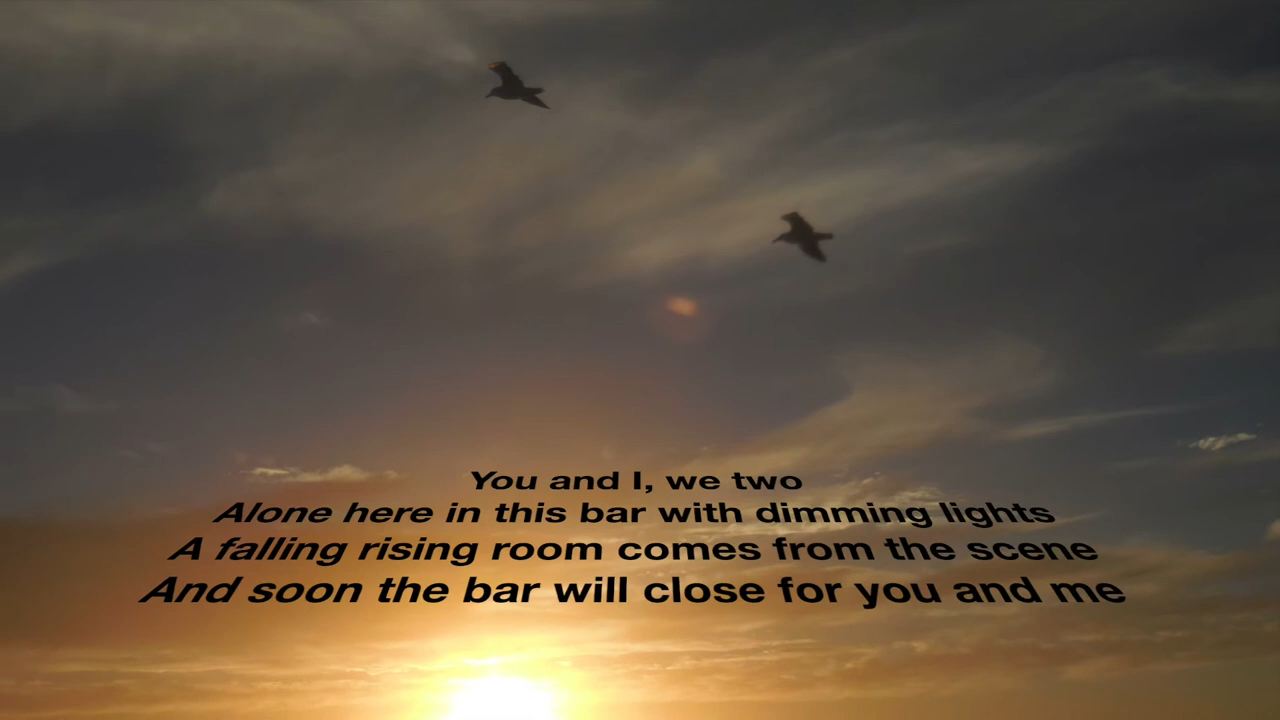 You and I, we two
Alone here in this bar with dimming lights
A falling rising room comes from the scene
And soon the bar will close for you and me